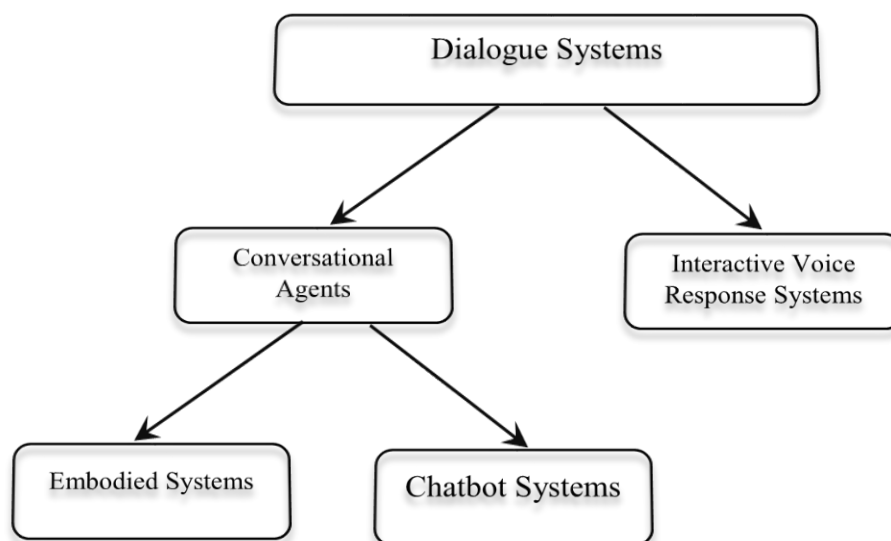 Dialogue Systems
Conversational
Agents
Interactive Voice
Response Systems
Embodied Systems
Chatbot Systems